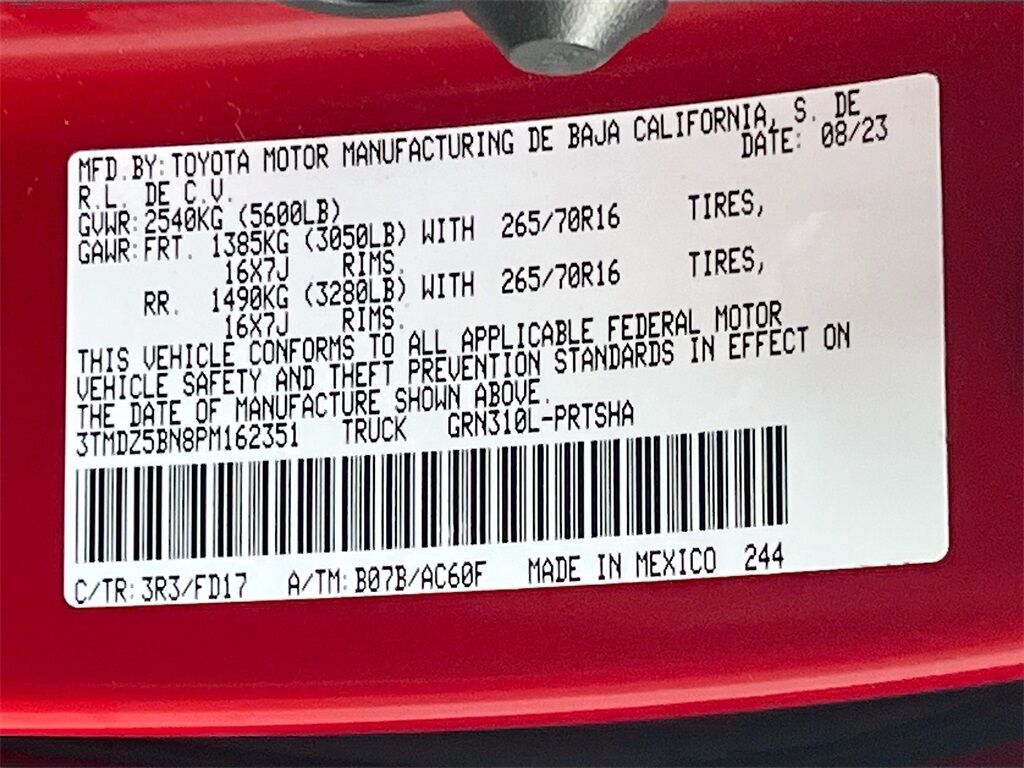 MFD.BY: TOYOTA MOTOR MANUFACTURING DE BAJA CALIFORNIA, S. DE
R.L. DE C.V. DATE: 08/23
GVWR: 2540KG (5600LB)
GAWR: FRT. 1385KG (3050LB) WITH 265/70R16 TIRES,
16X7J RIMS.
RR. 1490KG (3280LB) WITH 265/70R16 TIRES,
16X7J RIMS.
THIS VEHICLE CONFORMS TO ALL APPLICABLE FEDERAL MOTOR
VEHICLE SAFETY AND THEFT PREVENTION STANDARDS IN EFFECT ON
THE DATE OF MANUFACTURE SHOWN ABOVE.
3TMDZ5BN8PM162351 TRUCK GRN310L-PRTSHA
C/TR: 3R3/FD17 A/TM: B07B/AC60F MADE IN MEXICO 244